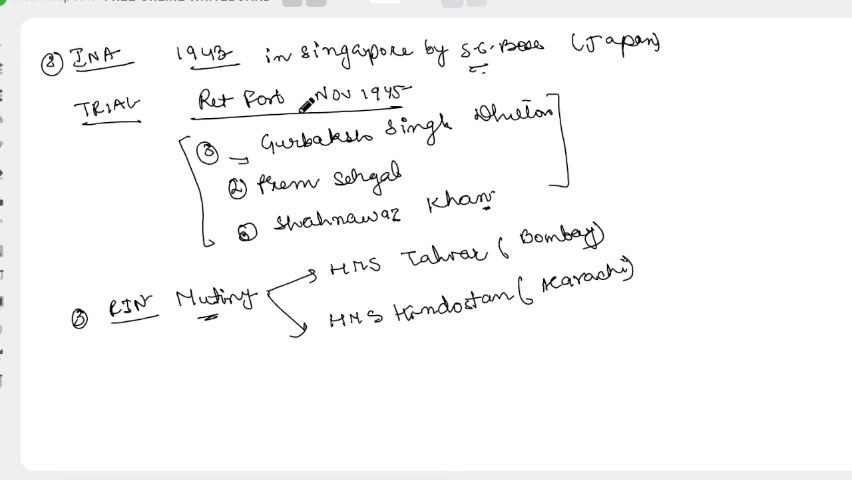 ② INA 1943 in Singapore by S.C. Bose (Japan)
TRIAL Red Fort Nov 1945
① → Gurbaksh Singh Dhillon
② Prem Sehgal
③ Shahnawaz Khan
③ RIN Mutiny
HMS Talwar (Bombay)
HMS Hindostan (Karachi)